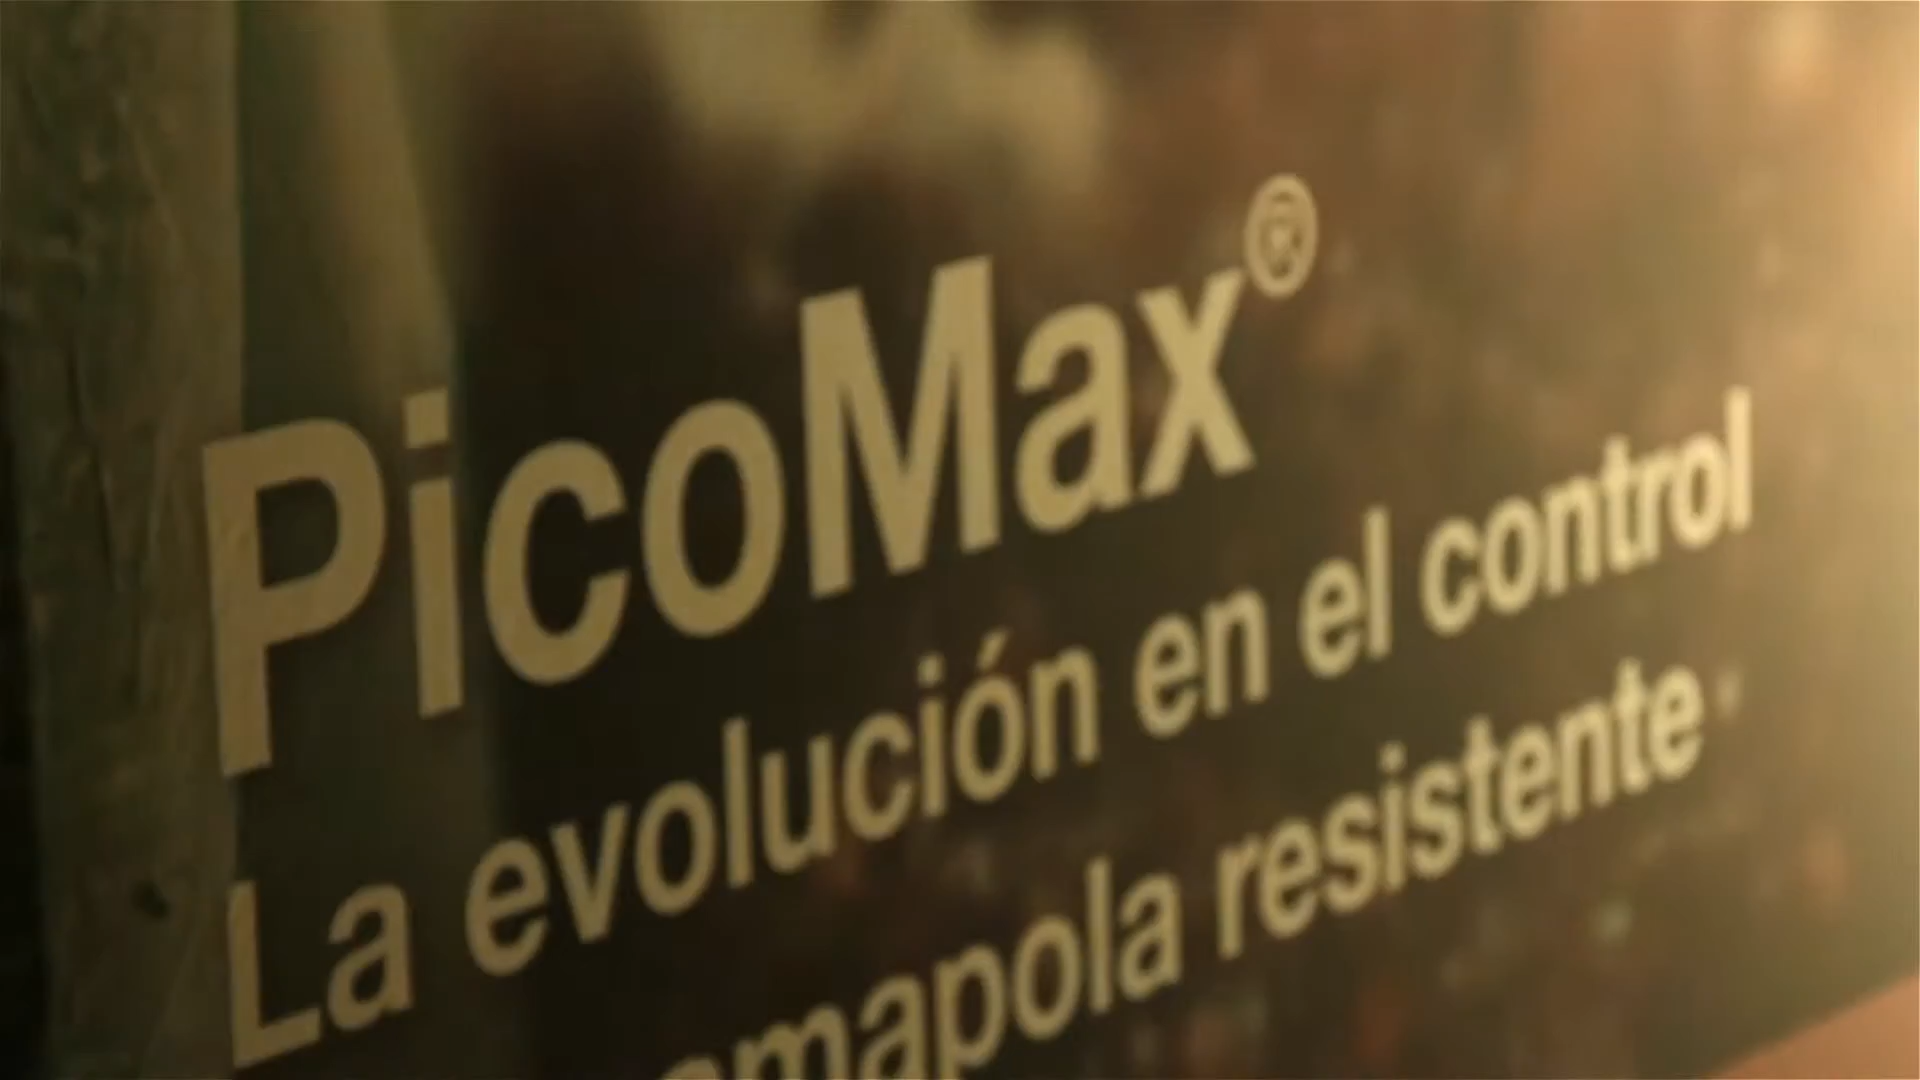 PicoMax®
La evolución en el control
amapola resistente